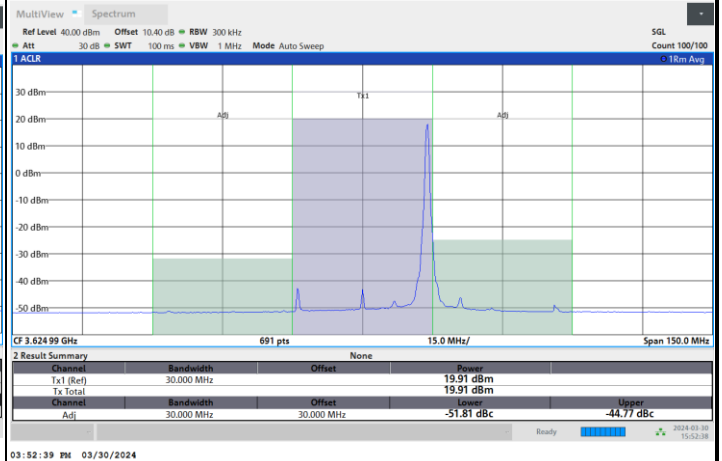 MultiView Spectrum
Ref Level 40.00 dBm Offset 10.40 dB RBW 300 kHz SGL
Att 30 dB SWT 100 ms VBW 1 MHz Mode Auto Sweep Count 100/100
1 ACLR 1Rm Avg
30 dBm
Tx1
Adj Adj
20 dBm
10 dBm
0 dBm
-10 dBm
-20 dBm
-30 dBm
-40 dBm
-50 dBm
CF 3.624 99 GHz 691 pts 15.0 MHz/ Span 150.0 MHz
2 Result Summary None
Channel Bandwidth Offset Power
Tx1 (Ref) 30.000 MHz 19.91 dBm
Tx Total 19.91 dBm
Channel Bandwidth Offset Lower Upper
Adj 30.000 MHz 30.000 MHz -51.81 dBc -44.77 dBc
Ready 2024-03-30
15:52:38
03:52:39 PM 03/30/2024